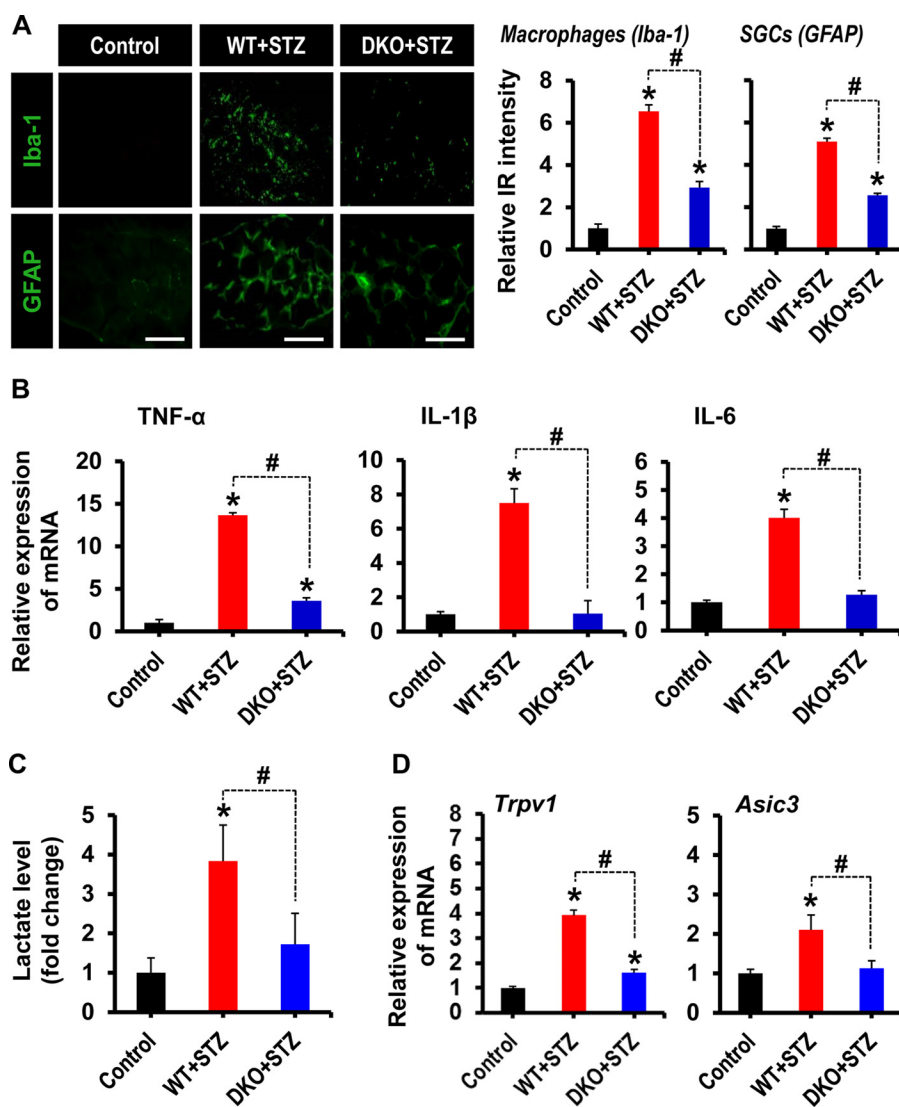 A
Control
WT+STZ
DKO+STZ
Iba-1
GFAP
Macrophages (Iba-1)
SGCs (GFAP)
Relative IR intensity
8
6
4
2
0
*
#
*
*
#
*
Control
WT+STZ
DKO+STZ
Control
WT+STZ
DKO+STZ
B
TNF-α
IL-1β
IL-6
Relative expression
of mRNA
20
15
10
5
0
*
#
*
Control
WT+STZ
DKO+STZ
10
8
6
4
2
0
*
#
Control
WT+STZ
DKO+STZ
6
5
4
3
2
1
0
*
#
Control
WT+STZ
DKO+STZ
C
Lactate level
(fold change)
5
4
3
2
1
0
*
#
Control
WT+STZ
DKO+STZ
D
Trpv1
Asic3
Relative expression
of mRNA
8
7
6
5
4
3
2
1
0
*
#
*
Control
WT+STZ
DKO+STZ
5
4
3
2
1
0
*
#
Control
WT+STZ
DKO+STZ